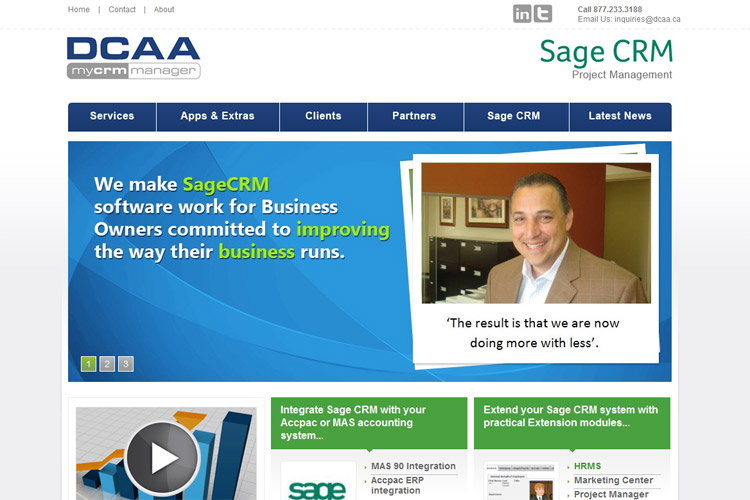 Home | Contact | About
in t
Call 877.233.3188
Email Us: inquiries@dcaa.ca
DCAA
mycrmmanager
Sage CRM
Project Management
Services
Apps & Extras
Clients
Partners
Sage CRM
Latest News
We make SageCRM
software work for Business
Owners committed to improving
the way their business runs.
‘The result is that we are now
doing more with less’.
1 2 3
Integrate Sage CRM with your
Accpac or MAS accounting
system...
sage
MAS 90 Integration
Accpac ERP
integration
Extend your Sage CRM system with
practical Extension modules...
HRMS
Marketing Center
Project Manager